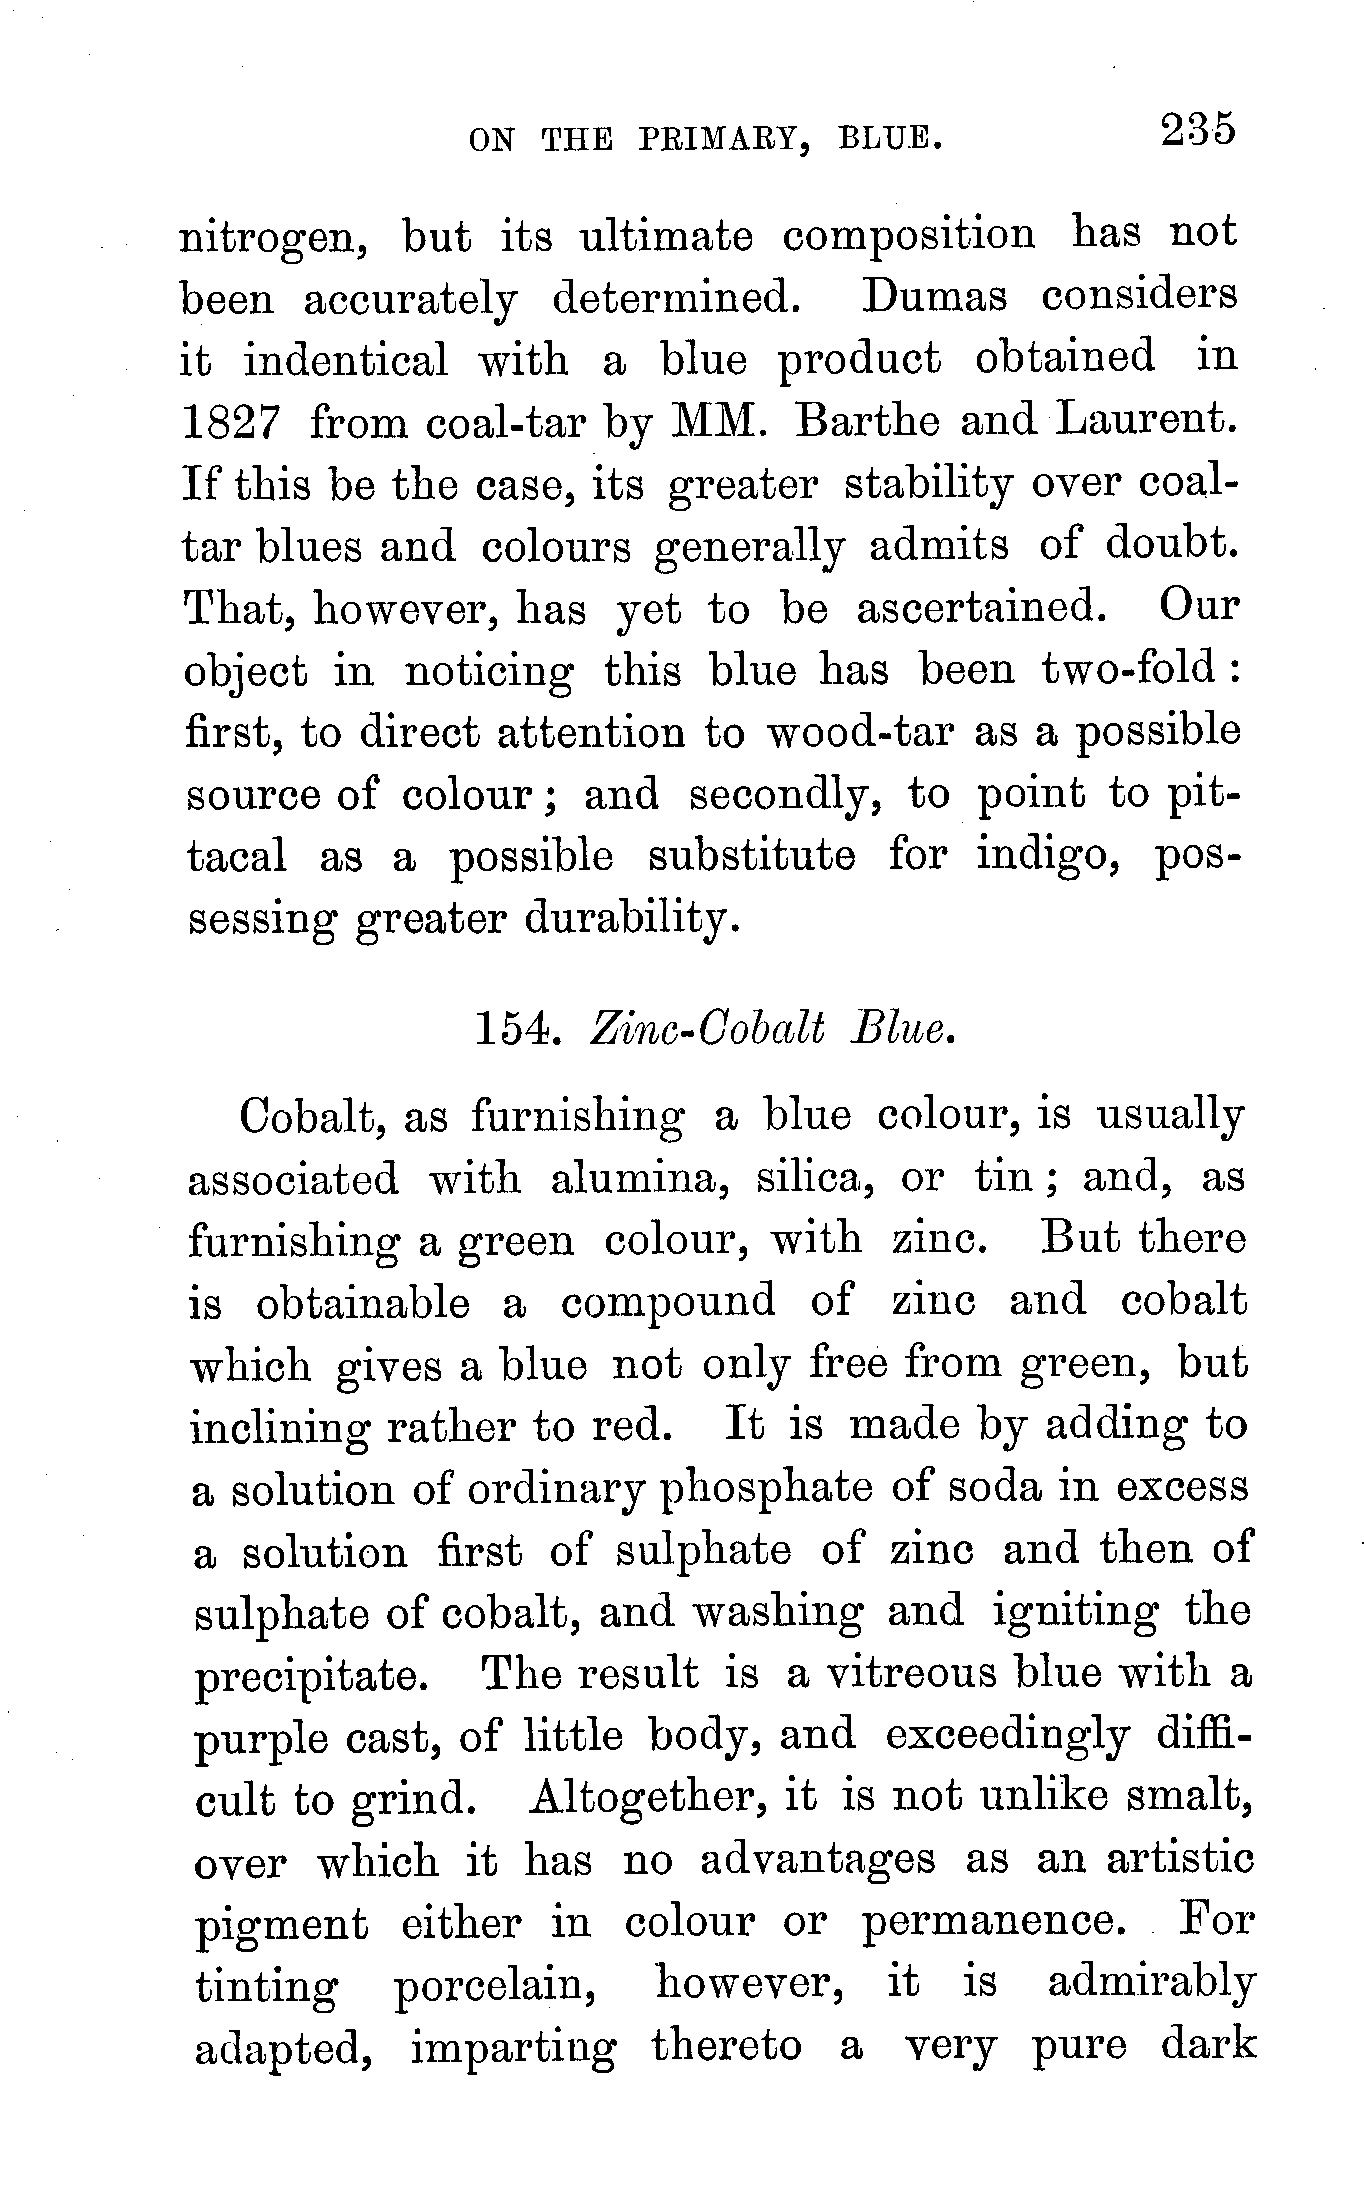 ON THE PRIMARY, BLUE. 235
nitrogen, but its ultimate composition has not
been accurately determined. Dumas considers
it indentical with a blue product obtained in
1827 from coal-tar by MM. Barthe and Laurent.
If this be the case, its greater stability over coal-
tar blues and colours generally admits of doubt.
That, however, has yet to be ascertained. Our
object in noticing this blue has been two-fold :
first, to direct attention to wood-tar as a possible
source of colour ; and secondly, to point to pit-
tacal as a possible substitute for indigo, pos-
sessing greater durability.
154. Zinc-Cobalt Blue.
Cobalt, as furnishing a blue colour, is usually
associated with alumina, silica, or tin ; and, as
furnishing a green colour, with zinc. But there
is obtainable a compound of zinc and cobalt
which gives a blue not only free from green, but
inclining rather to red. It is made by adding to
a solution of ordinary phosphate of soda in excess
a solution first of sulphate of zinc and then of
sulphate of cobalt, and washing and igniting the
precipitate. The result is a vitreous blue with a
purple cast, of little body, and exceedingly diffi-
cult to grind. Altogether, it is not unlike smalt,
over which it has no advantages as an artistic
pigment either in colour or permanence. For
tinting porcelain, however, it is admirably
adapted, imparting thereto a very pure dark